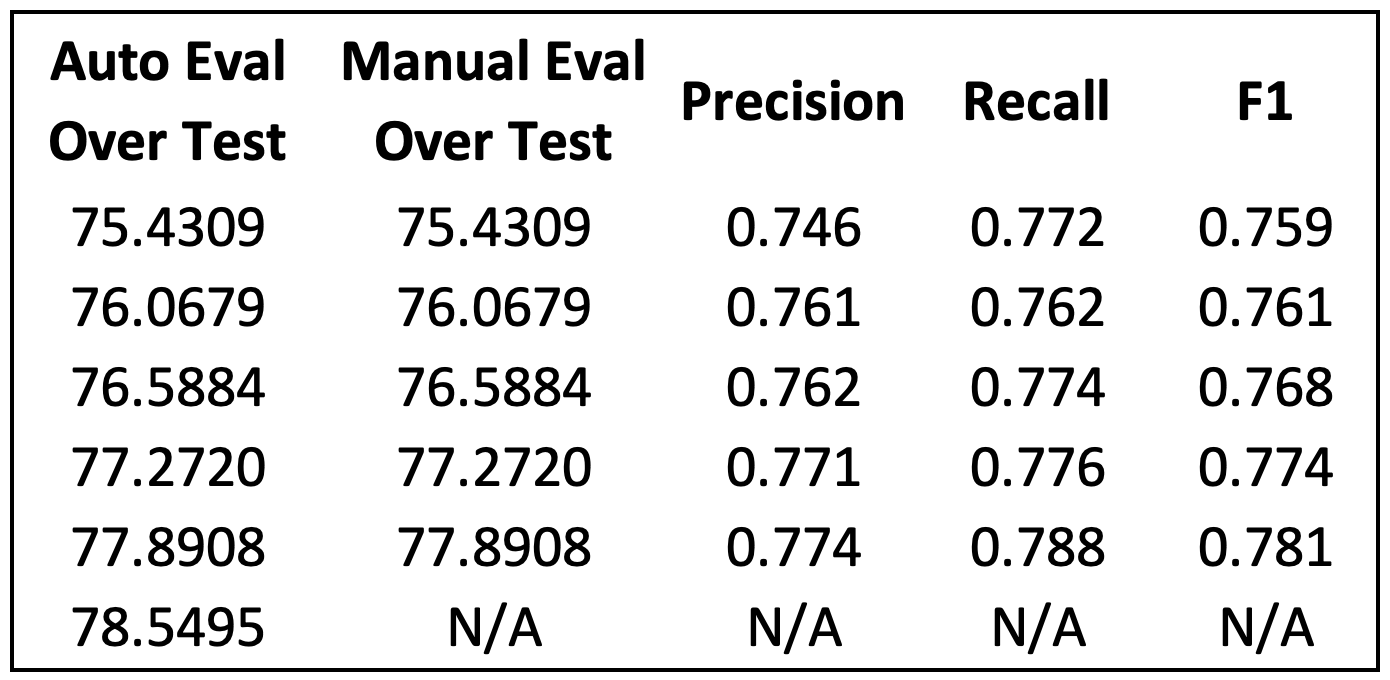 Auto Eval Over Test Manual Eval Over Test Precision Recall F1
75.4309 75.4309 0.746 0.772 0.759
76.0679 76.0679 0.761 0.762 0.761
76.5884 76.5884 0.762 0.774 0.768
77.2720 77.2720 0.771 0.776 0.774
77.8908 77.8908 0.774 0.788 0.781
78.5495 N/A N/A N/A N/A